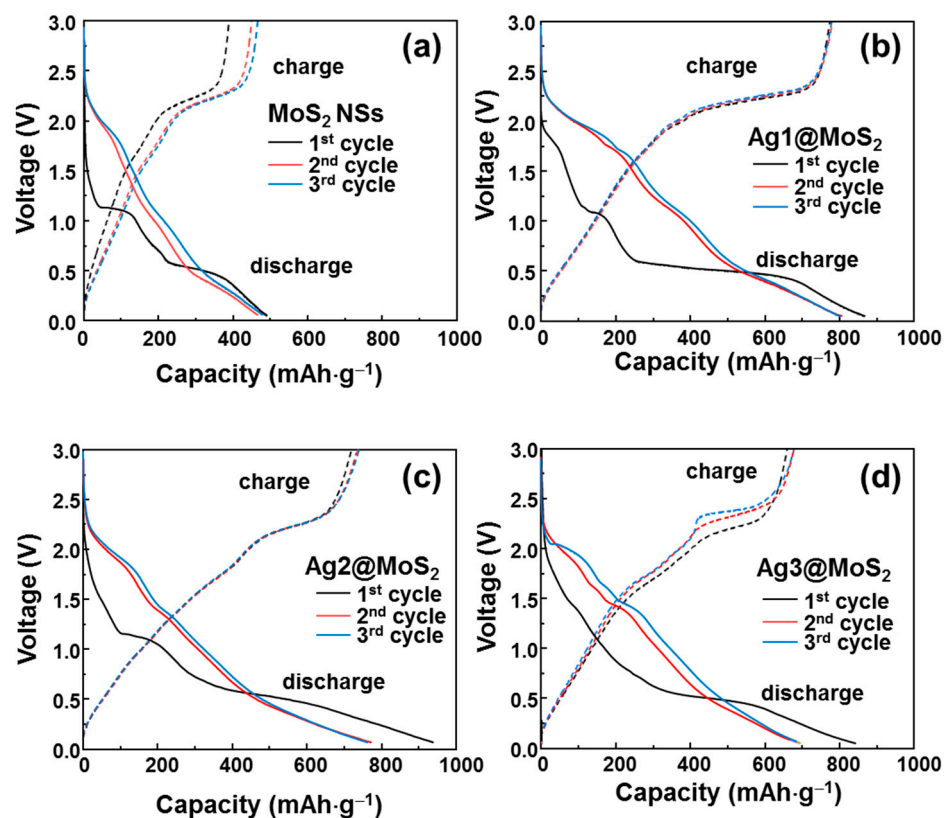 (a)
charge
MoS₂ NSs
1ˢᵗ cycle
2ⁿᵈ cycle
3ʳᵈ cycle
discharge
Voltage (V)
3.0
2.5
2.0
1.5
1.0
0.5
0.0
0 200 400 600 800 1000
Capacity (mAh·g⁻¹)
(b)
charge
Ag1@MoS₂
1ˢᵗ cycle
2ⁿᵈ cycle
3ʳᵈ cycle
discharge
Voltage (V)
3.0
2.5
2.0
1.5
1.0
0.5
0.0
0 200 400 600 800 1000
Capacity (mAh·g⁻¹)
(c)
charge
Ag2@MoS₂
1ˢᵗ cycle
2ⁿᵈ cycle
3ʳᵈ cycle
discharge
Voltage (V)
3.0
2.5
2.0
1.5
1.0
0.5
0.0
0 200 400 600 800 1000
Capacity (mAh·g⁻¹)
(d)
charge
Ag3@MoS₂
1ˢᵗ cycle
2ⁿᵈ cycle
3ʳᵈ cycle
discharge
Voltage (V)
3.0
2.5
2.0
1.5
1.0
0.5
0.0
0 200 400 600 800 1000
Capacity (mAh·g⁻¹)